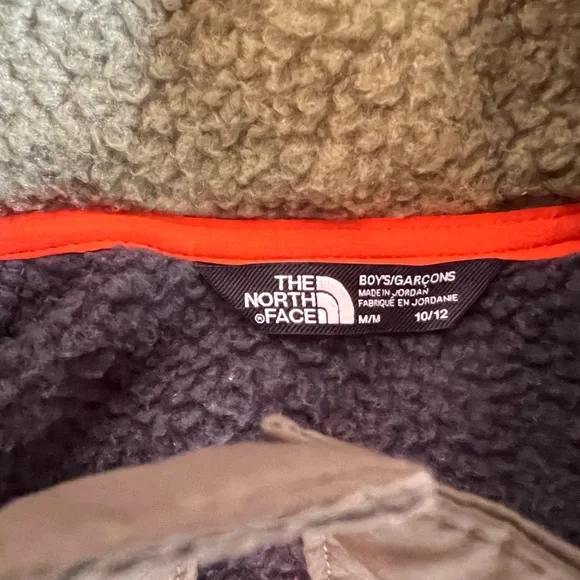 THE
NORTH
®FACE
BOYS/GARÇONS
MADE IN JORDAN
FABRIQUÉ EN JORDANIE
M/M 10/12